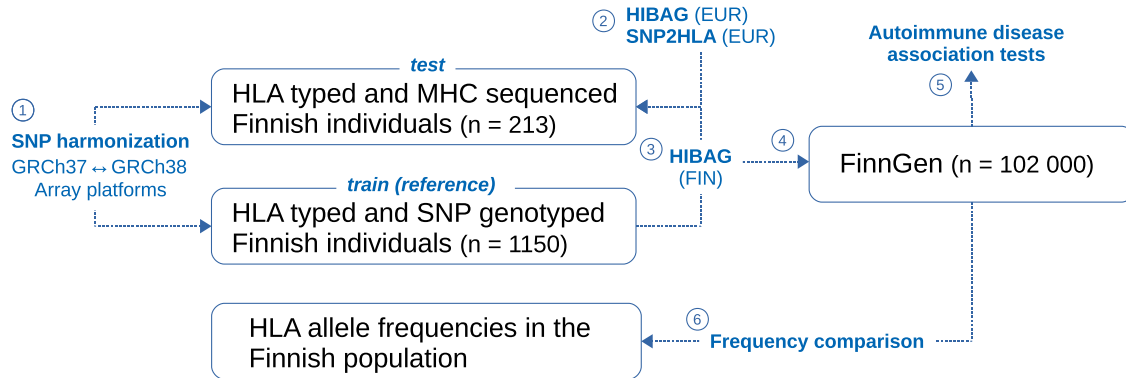 1
SNP harmonization
GRCh37 ↔ GRCh38
Array platforms
test
HLA typed and MHC sequenced
Finnish individuals (n = 213)
train (reference)
HLA typed and SNP genotyped
Finnish individuals (n = 1150)
2
HIBAG (EUR)
SNP2HLA (EUR)
3
HIBAG
(FIN)
4
FinnGen (n = 102 000)
5
Autoimmune disease
association tests
6
Frequency comparison
HLA allele frequencies in the
Finnish population